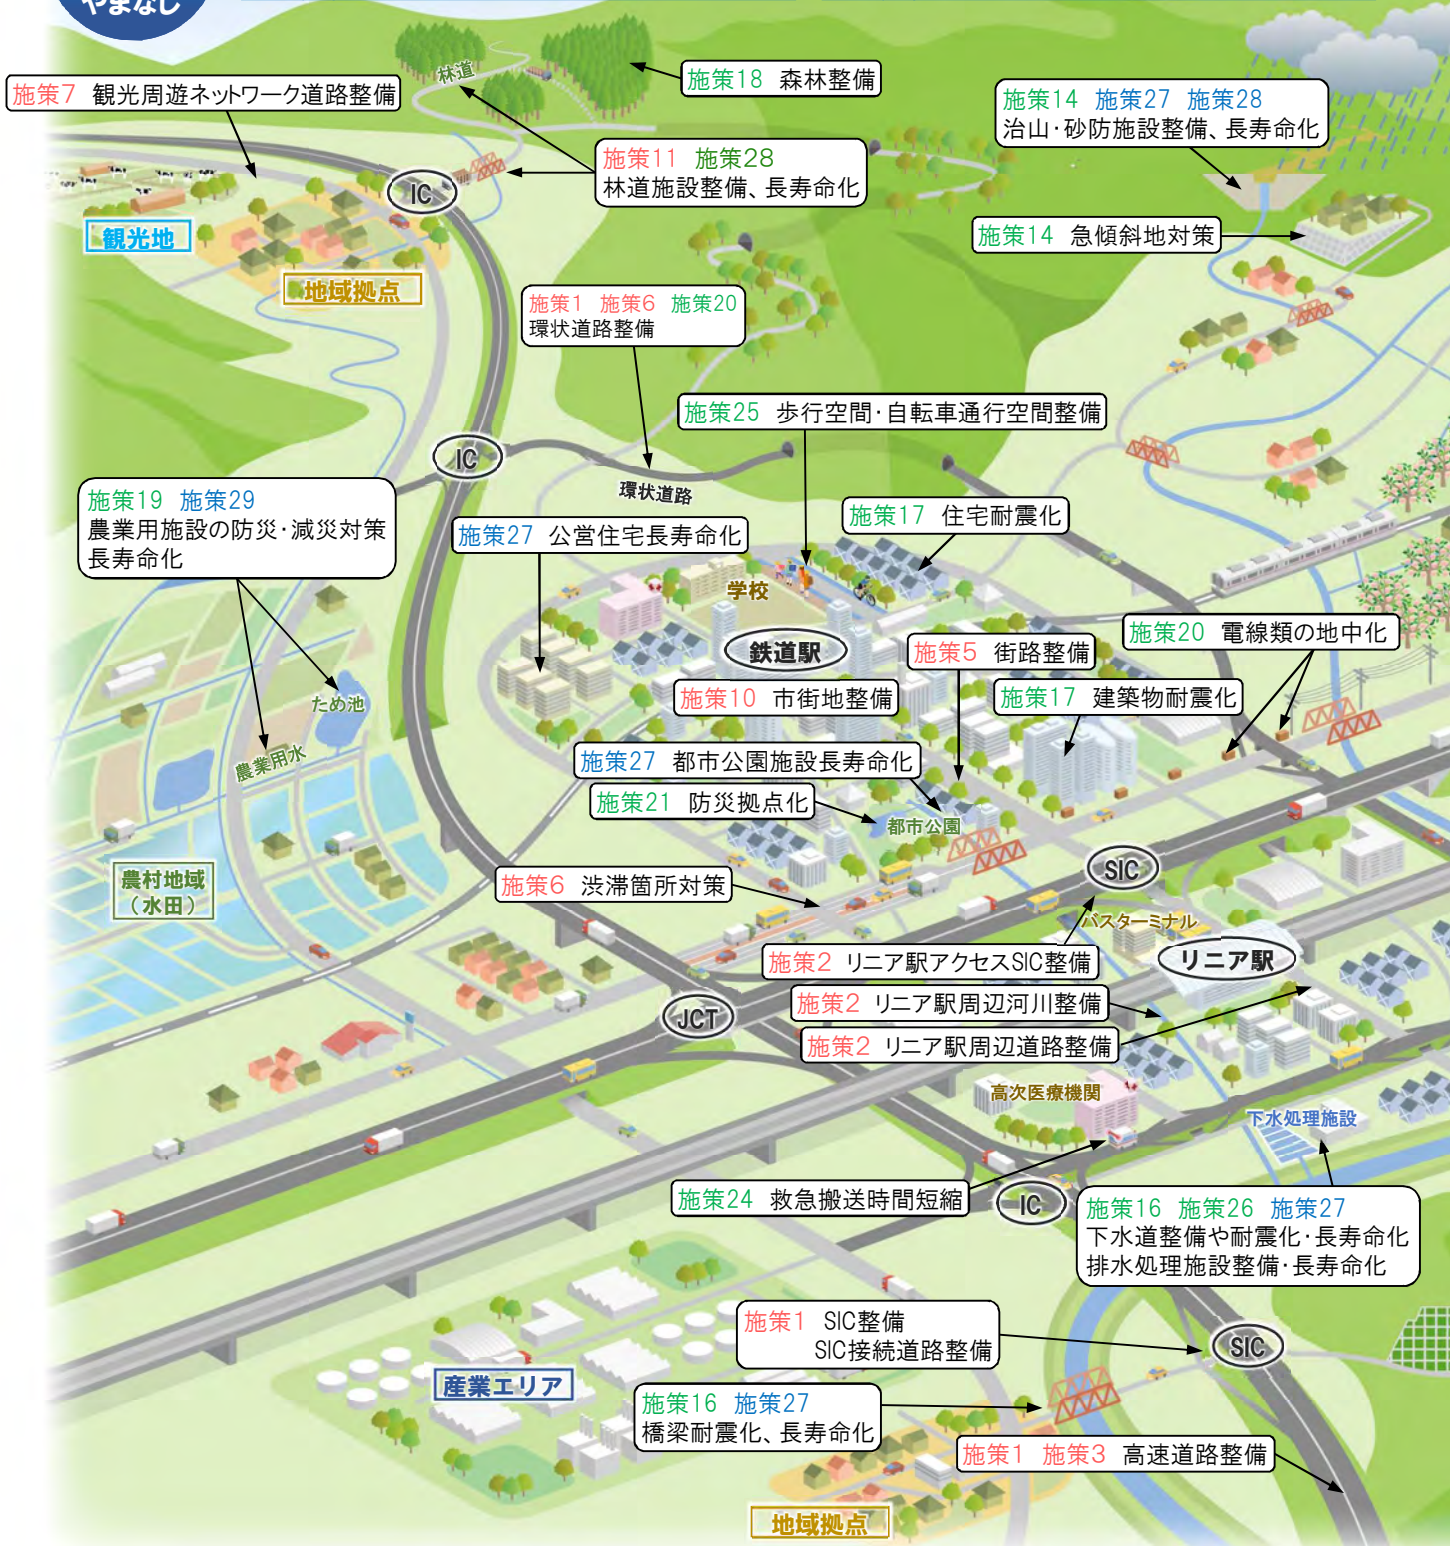 やまなし
林道
施策18 森林整備
施策7 観光周遊ネットワーク道路整備
施策14 施策27 施策28
治山・砂防施設整備、長寿命化
施策11 施策28
林道施設整備、長寿命化
IC
観光地
施策14 急傾斜地対策
地域拠点
施策1 施策6 施策20
環状道路整備
施策25 歩行空間・自転車通行空間整備
IC
環状道路
施策19 施策29
農業用施設の防災・減災対策
長寿命化
施策27 公営住宅長寿命化
施策17 住宅耐震化
学校
鉄道駅
施策5 街路整備
施策20 電線類の地中化
施策10 市街地整備
施策17 建築物耐震化
ため池
農業用水
施策27 都市公園施設長寿命化
施策21 防災拠点化
都市公園
農村地域
（水田）
施策6 渋滞箇所対策
SIC
バスターミナル
施策2 リニア駅アクセスSIC整備
リニア駅
施策2 リニア駅周辺河川整備
JCT
施策2 リニア駅周辺道路整備
高次医療機関
下水処理施設
施策24 救急搬送時間短縮
IC
施策16 施策26 施策27
下水道整備や耐震化・長寿命化
排水処理施設整備・長寿命化
施策1 SIC整備
SIC接続道路整備
SIC
産業エリア
施策16 施策27
橋梁耐震化、長寿命化
施策1 施策3 高速道路整備
地域拠点